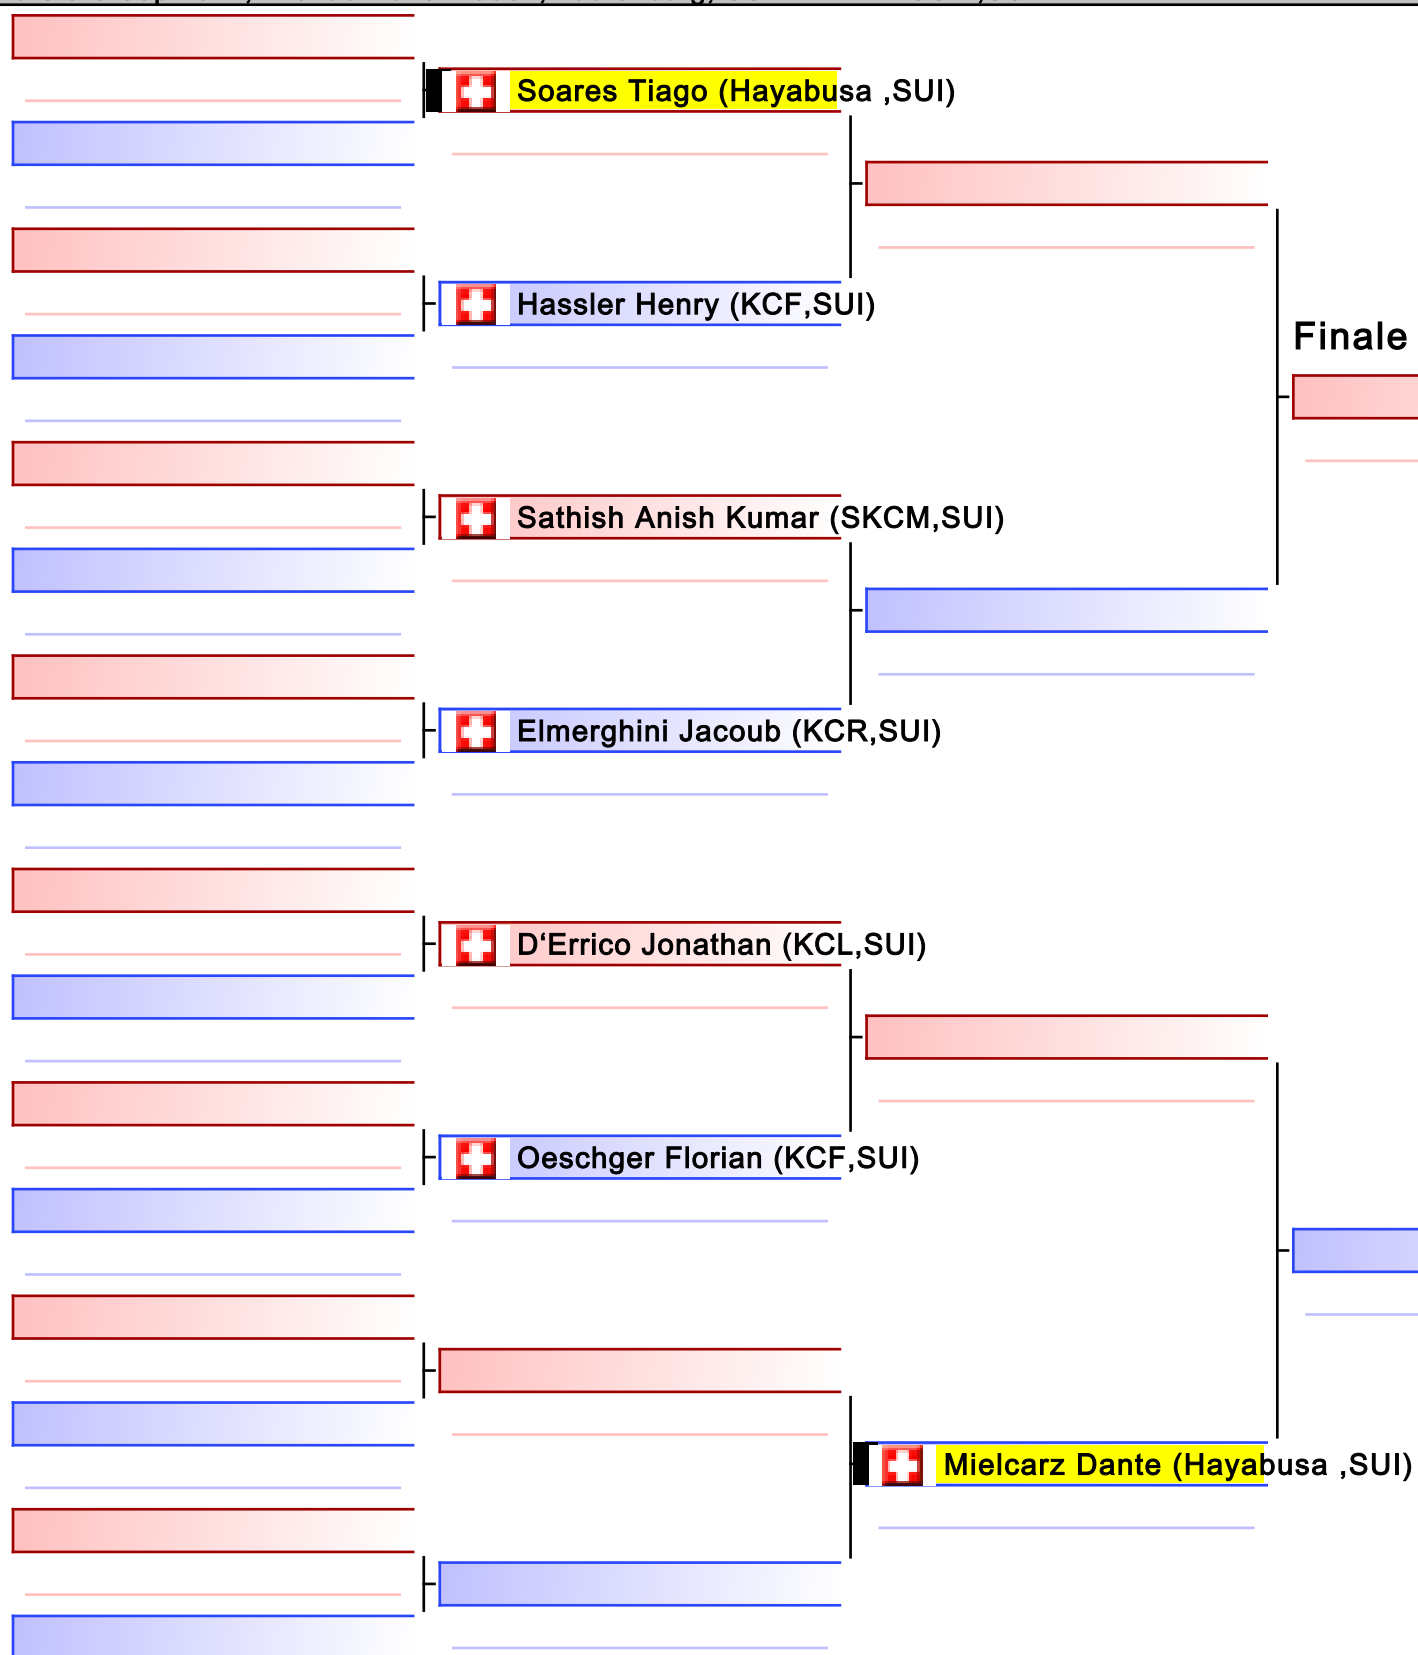 Soares Tiago (Hayabusa ,SUI)
Hassler Henry (KCF,SUI)
Finale
Sathish Anish Kumar (SKCM,SUI)
Elmerghini Jacoub (KCR,SUI)
D'Errico Jonathan (KCL,SUI)
Oeschger Florian (KCF,SUI)
Mielcarz Dante (Hayabusa ,SUI)